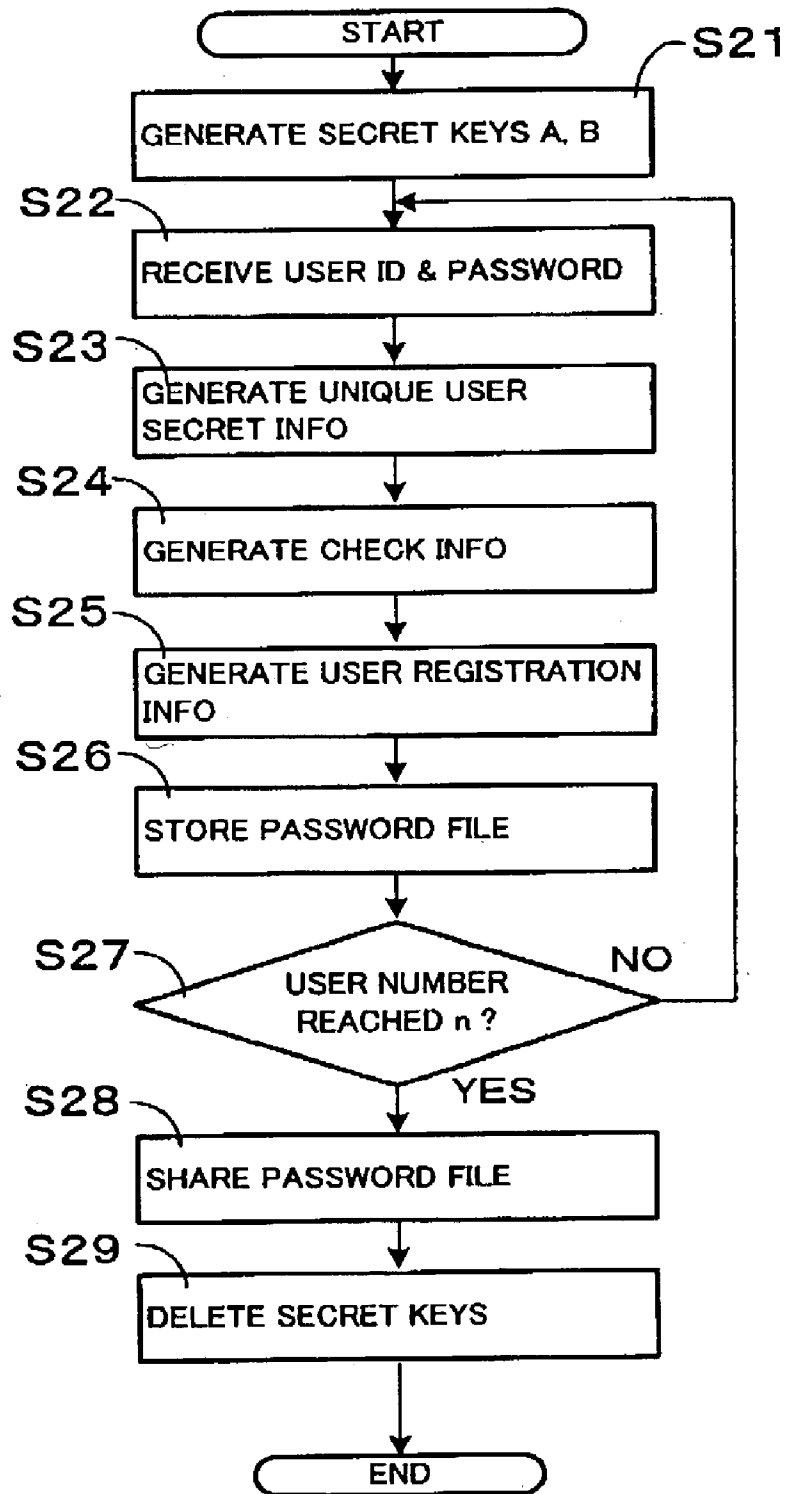 START
S21
GENERATE SECRET KEYS A, B
S22
RECEIVE USER ID & PASSWORD
S23
GENERATE UNIQUE USER
SECRET INFO
S24
GENERATE CHECK INFO
S25
GENERATE USER REGISTRATION
INFO
S26
STORE PASSWORD FILE
S27
USER NUMBER
REACHED n ?
NO
YES
S28
SHARE PASSWORD FILE
S29
DELETE SECRET KEYS
END